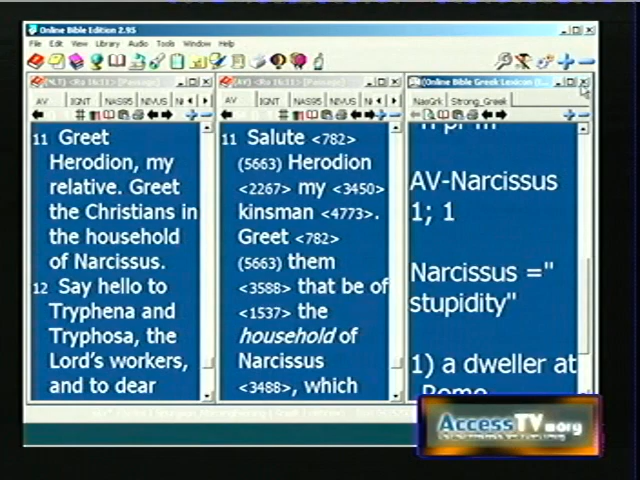 Online Bible Edition 2.95
File Edit View Library Audio Tools Window Help
(NLT) <Ro 16:11> [Passage]
AV IGNT NAS95 NIVUS
11 Greet
Herodion, my
relative. Greet
the Christians in
the household
of Narcissus.
12 Say hello to
Tryphena and
Tryphosa, the
Lord's workers,
and to dear
(AV) <Ro 16:11> [Passage]
AV IGNT NAS95 NIVUS
11 Salute <782>
(5663) Herodion
<2267> my <3450>
kinsman <4773>.
Greet <782>
(5663) them
<3588> that be of
<1537> the
household of
Narcissus
<3488>, which
(Online Bible Greek Lexicon
NasGrk Strong_Greek
AV-Narcissus
1; 1
Narcissus ="
stupidity"
1) a dweller at
Rome
AccessTV.org